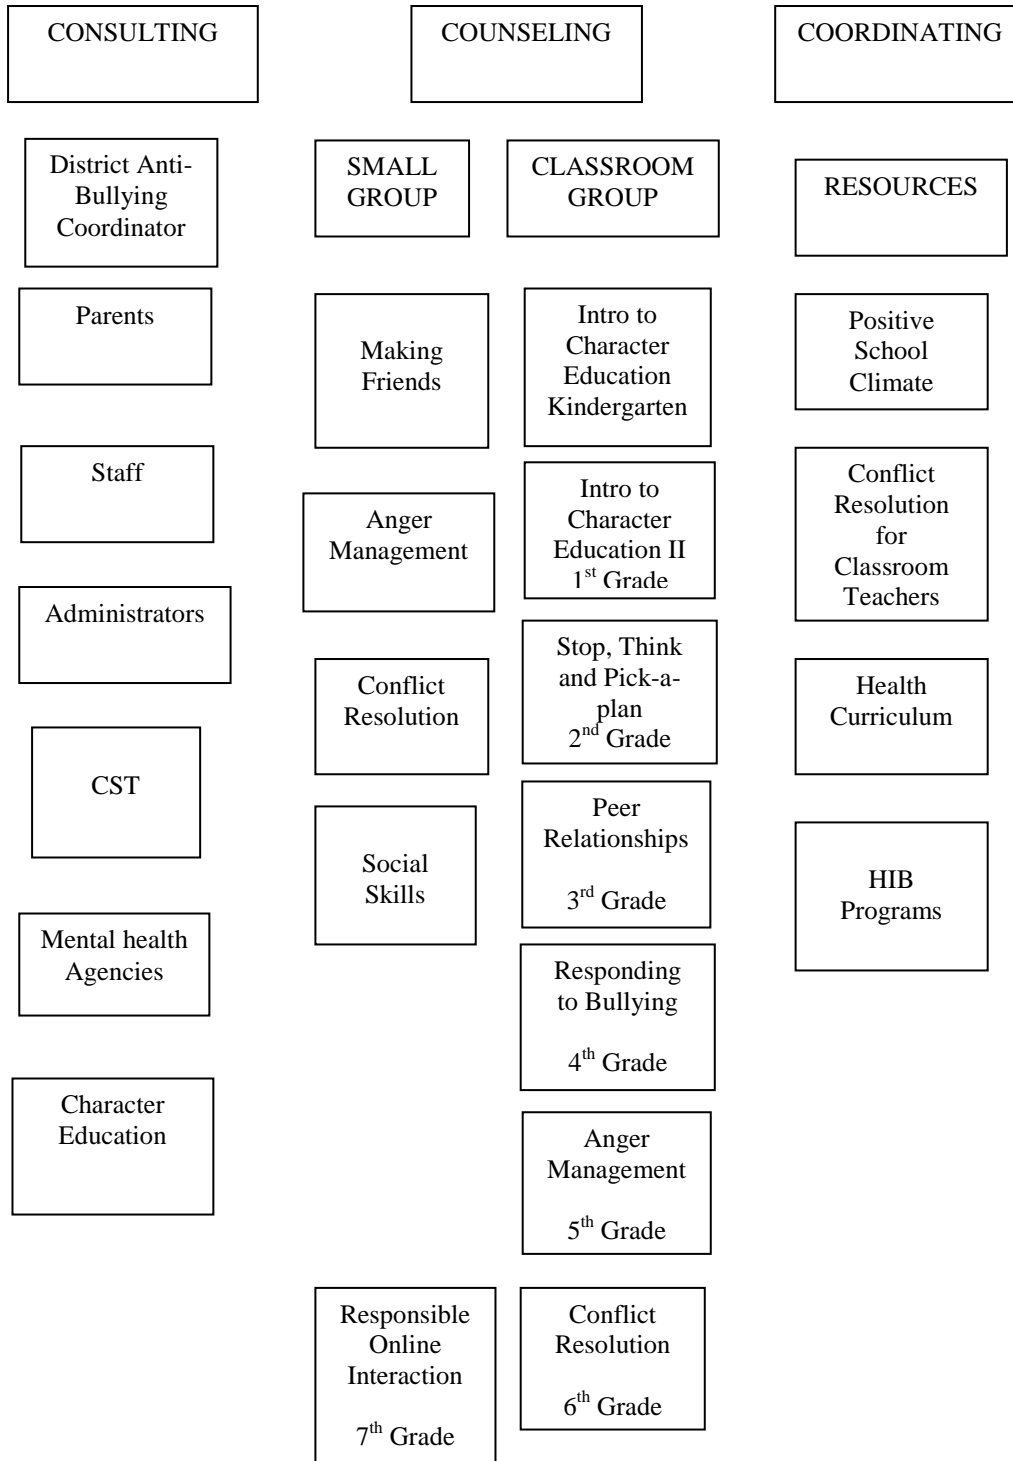 CONSULTING
COUNSELING
COORDINATING
District Anti-
Bullying
Coordinator
SMALL
GROUP
CLASSROOM
GROUP
RESOURCES
Parents
Making
Friends
Intro to
Character
Education
Kindergarten
Positive
School
Climate
Staff
Anger
Management
Intro to
Character
Education II
1st Grade
Conflict
Resolution
for
Classroom
Teachers
Administrators
Conflict
Resolution
Stop, Think
and Pick-a-
plan
2nd Grade
Health
Curriculum
CST
Social
Skills
Peer
Relationships
3rd Grade
HIB
Programs
Mental health
Agencies
Responding
to Bullying
4th Grade
Character
Education
Anger
Management
5th Grade
Responsible
Online
Interaction
7th Grade
Conflict
Resolution
6th Grade